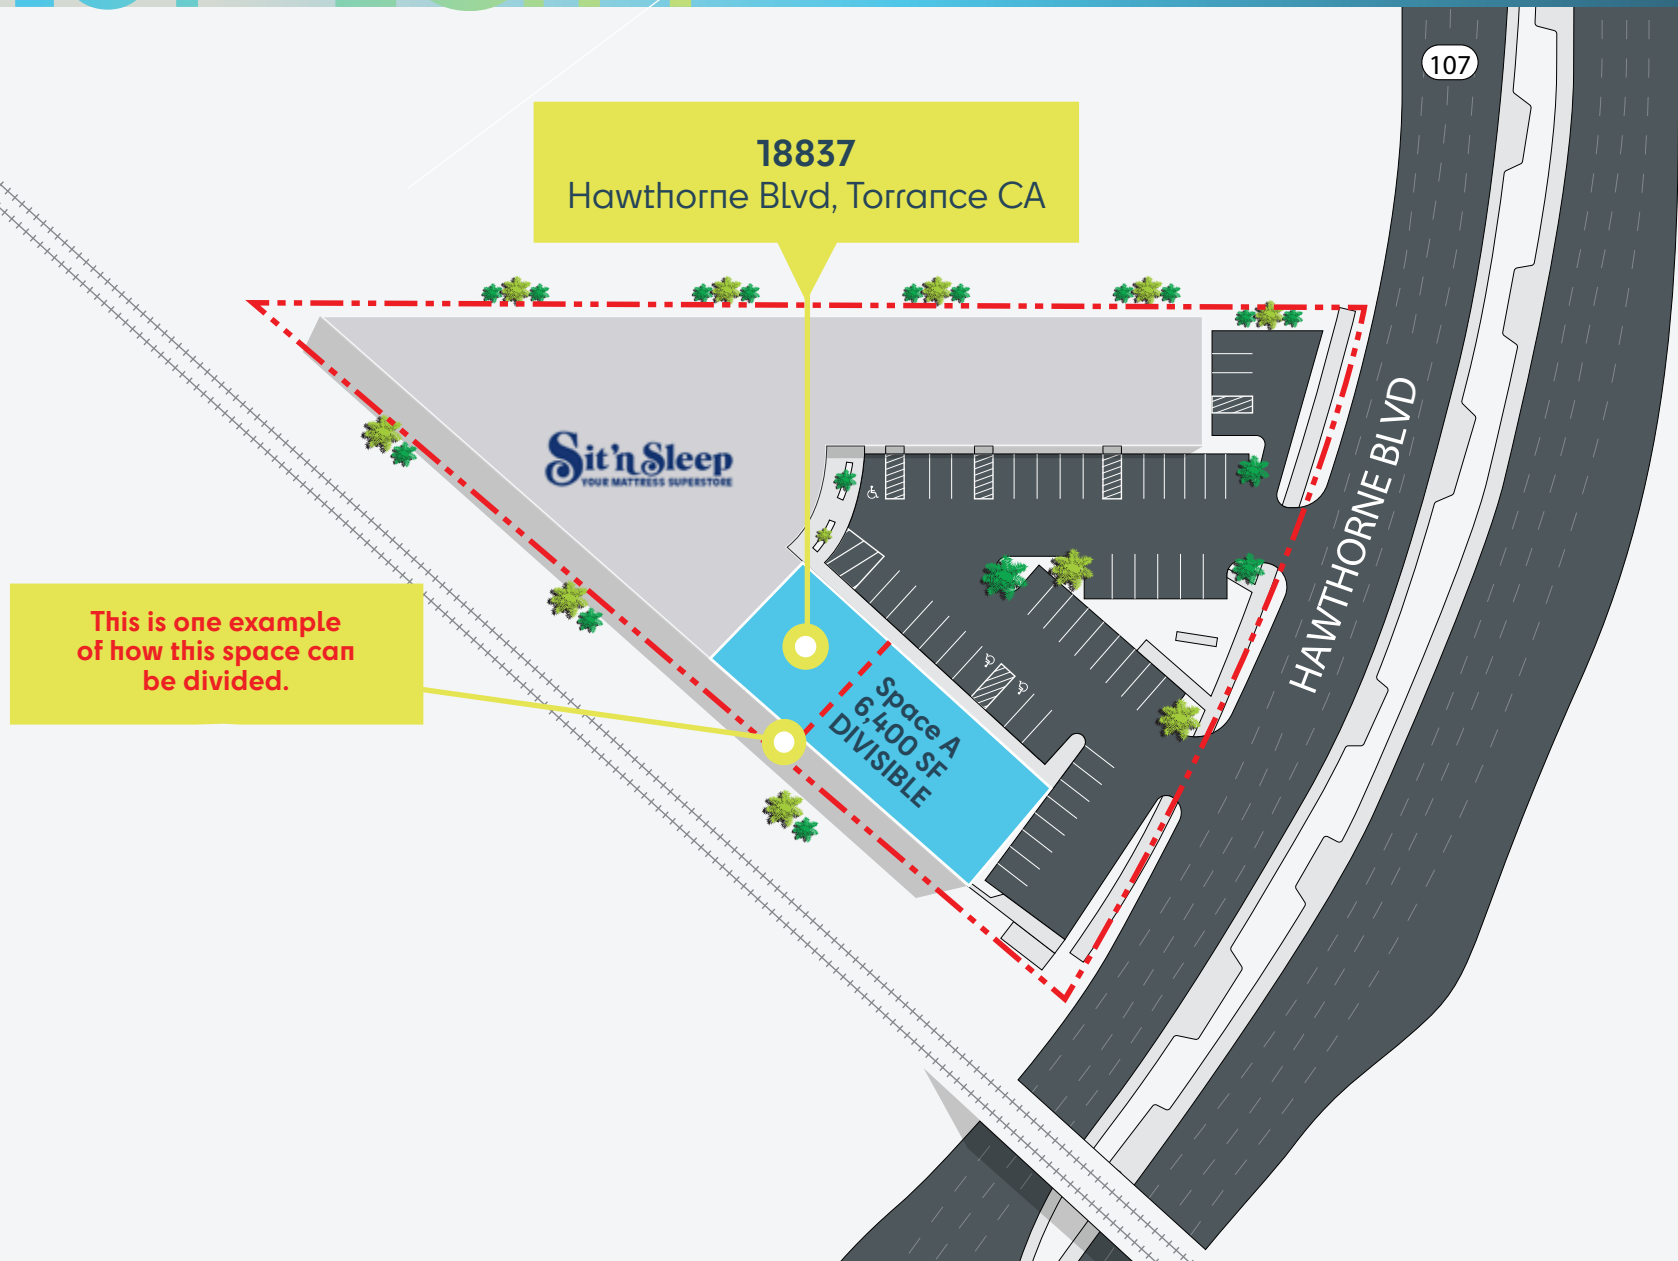 107
18837
Hawthorne Blvd, Torrance CA
Sit'n Sleep
YOUR MATTRESS SUPERSTORE
HAWTHORNE BLVD
This is one example
of how this space can
be divided.
Space A
6,400 SF
DIVISIBLE